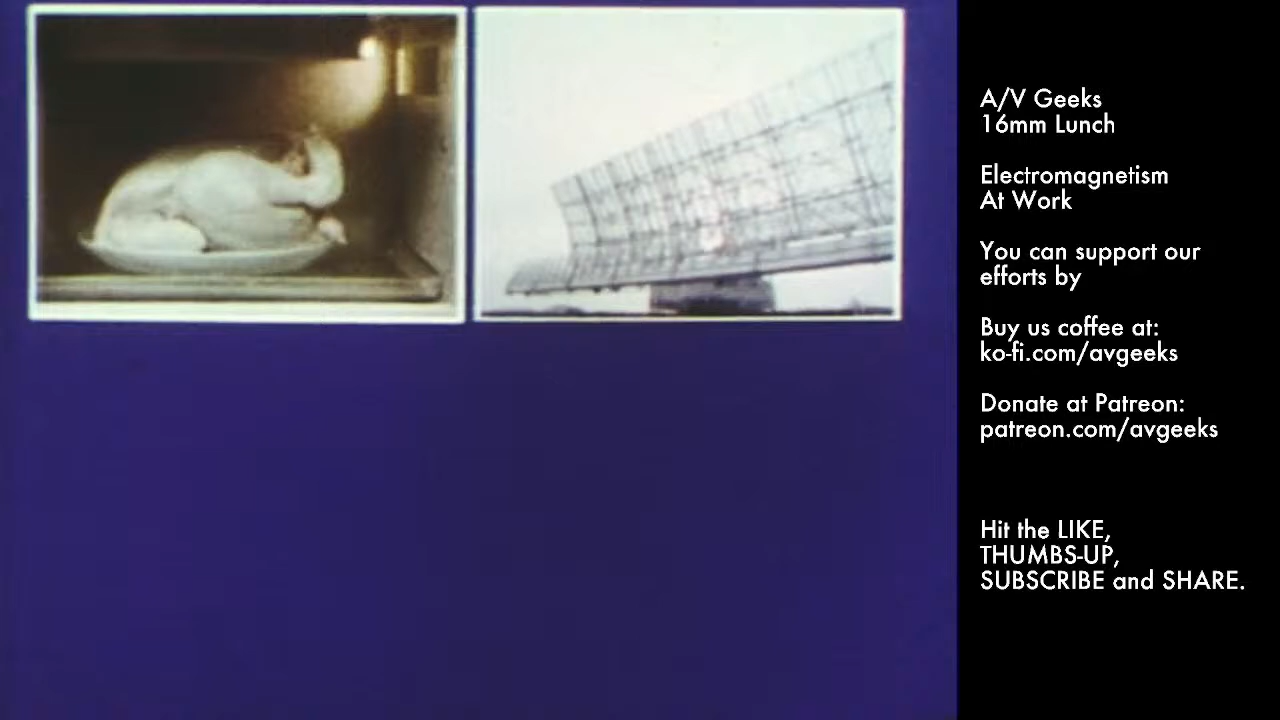 A/V Geeks
16mm Lunch
Electromagnetism
At Work
You can support our
efforts by
Buy us coffee at:
ko-fi.com/avgeeks
Donate at Patreon:
patreon.com/avgeeks
Hit the LIKE,
THUMBS-UP,
SUBSCRIBE and SHARE.